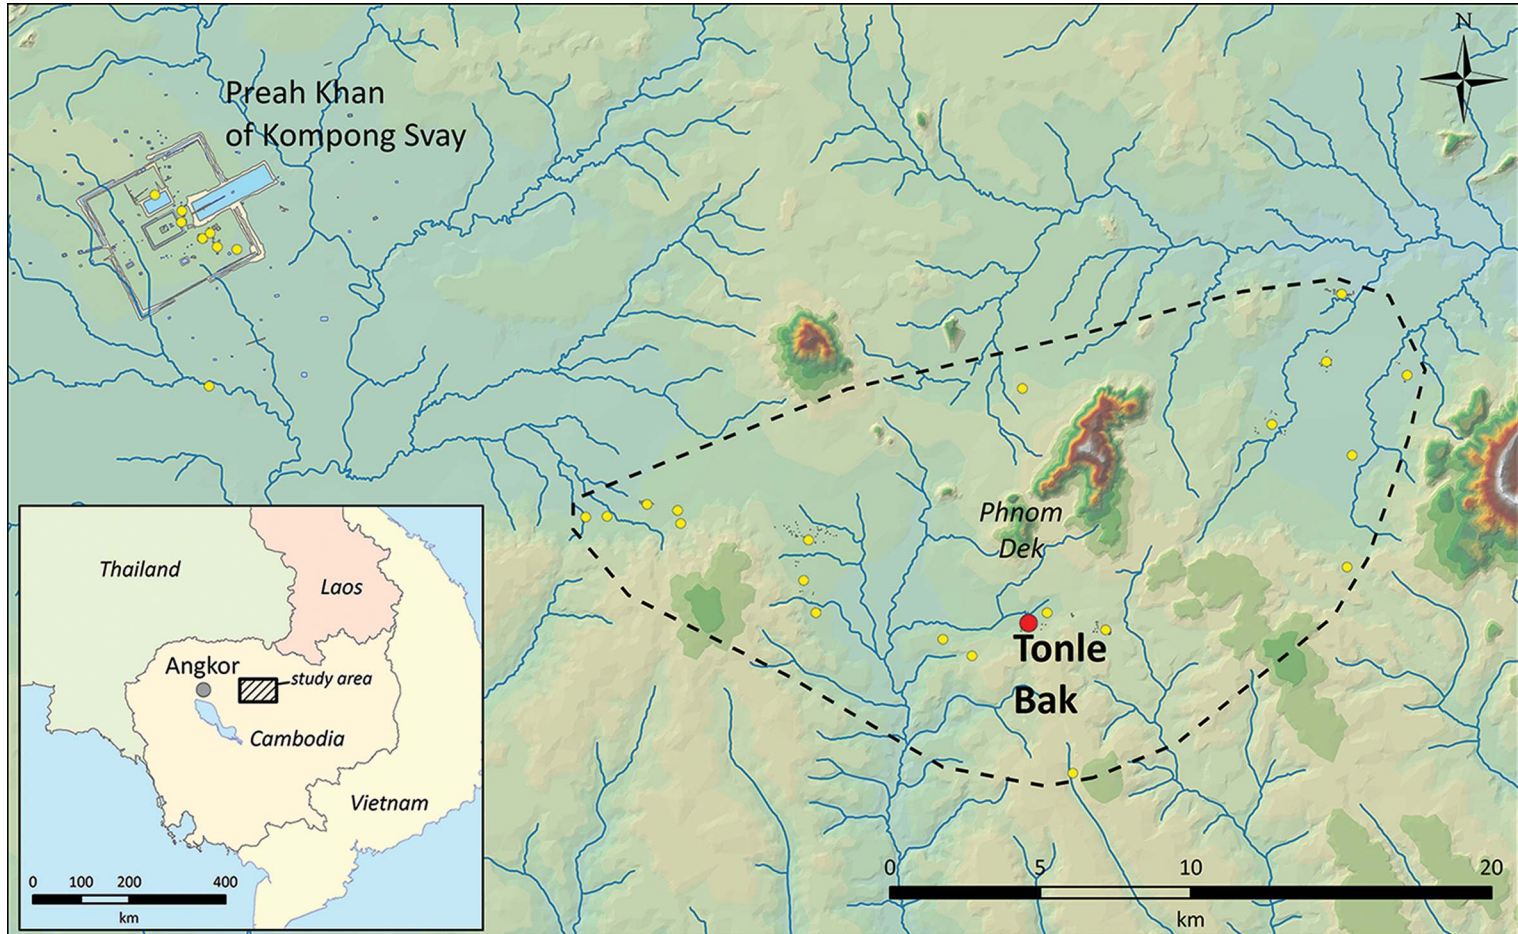 N
Preah Khan
of Kompong Svay
Phnom
Dek
Tonle
Bak
Thailand
Laos
Angkor
study area
Cambodia
Vietnam
0 100 200 400
km
0 5 10 20
km